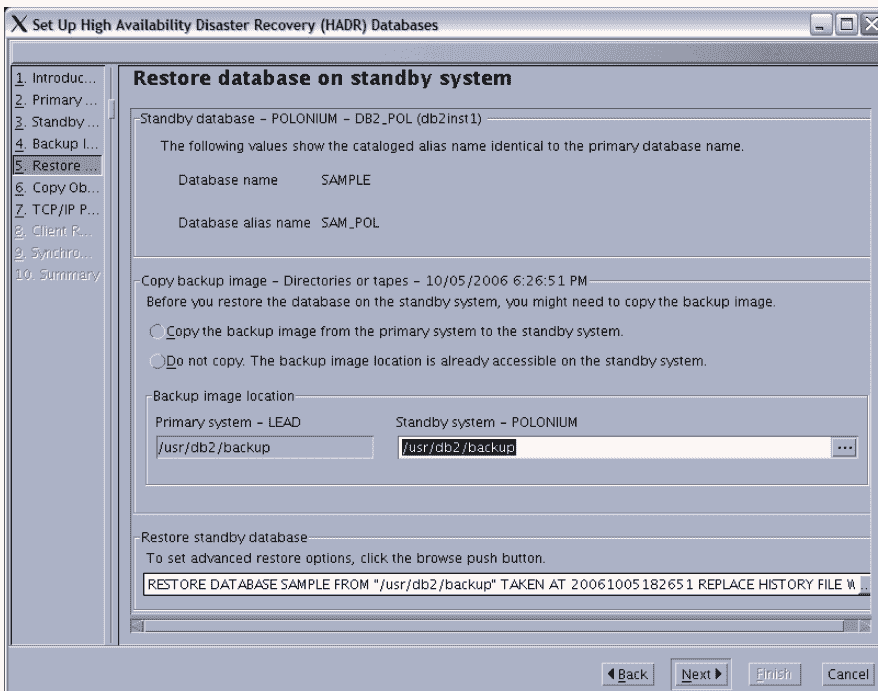 Set Up High Availability Disaster Recovery (HADR) Databases
1. Introduc...
2. Primary ...
3. Standby ...
4. Backup I...
5. Restore ...
6. Copy Ob...
7. TCP/IP P...
8. Client R...
9. Synchro...
10. Summary
Restore database on standby system
Standby database - POLONIUM - DB2_POL (db2inst1)
The following values show the cataloged alias name identical to the primary database name.
Database name SAMPLE
Database alias name SAM_POL
Copy backup image - Directories or tapes - 10/05/2006 6:26:51 PM
Before you restore the database on the standby system, you might need to copy the backup image.
Copy the backup image from the primary system to the standby system.
Do not copy. The backup image location is already accessible on the standby system.
Backup image location
Primary system - LEAD Standby system - POLONIUM
/usr/db2/backup /usr/db2/backup ...
Restore standby database
To set advanced restore options, click the browse push button.
RESTORE DATABASE SAMPLE FROM "/usr/db2/backup" TAKEN AT 20061005182651 REPLACE HISTORY FILE W ...
Back Next Finish Cancel